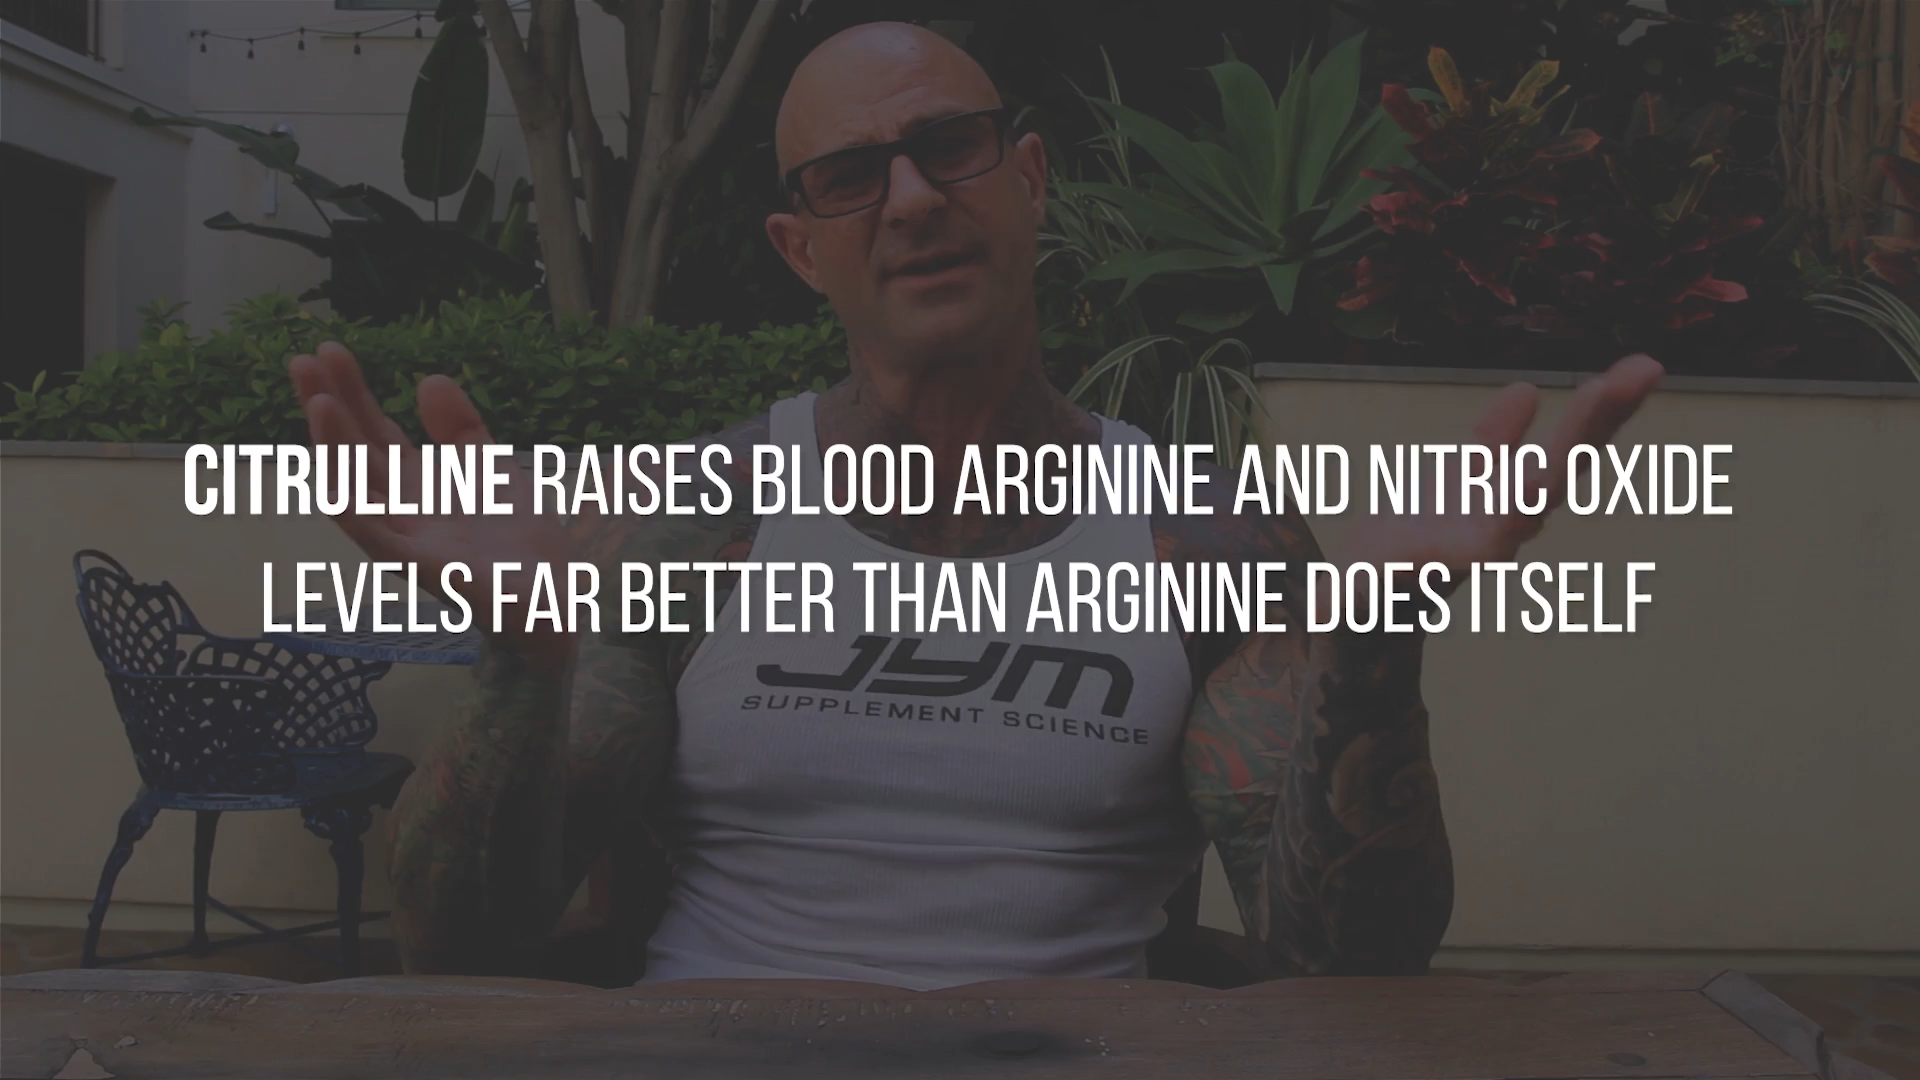 CITRULLINE RAISES BLOOD ARGININE AND NITRIC OXIDE
LEVELS FAR BETTER THAN ARGININE DOES ITSELF
JYM
SUPPLEMENT SCIENCE